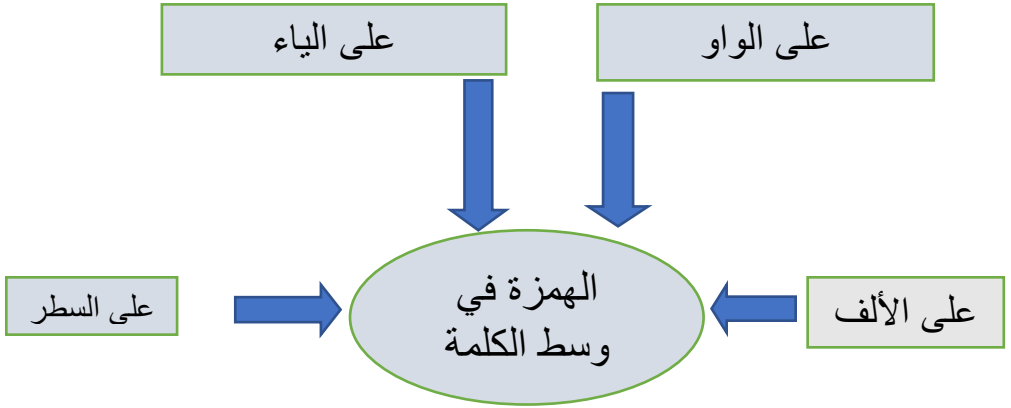 على الواو
على الياء
على الألف
الهمزة في
وسط الكلمة
على السطر